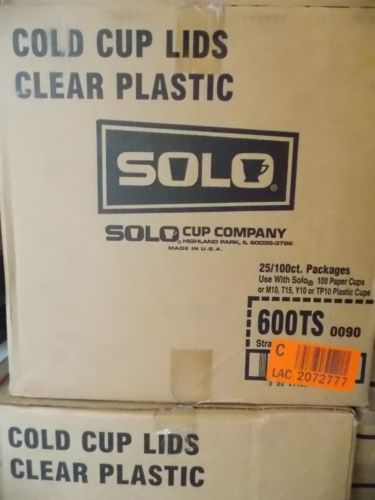 COLD CUP LIDS
CLEAR PLASTIC
SOLO®
SOLO® CUP COMPANY
HIGHLAND PARK, IL 60035-3782
MADE IN U.S.A.
25/100ct. Packages
Use With Solo® 100 Paper Cups
or M10, T15, Y10 or TP10 Plastic Cups
600TS 0090
C
LAC 2072777
COLD CUP LIDS
CLEAR PLASTIC